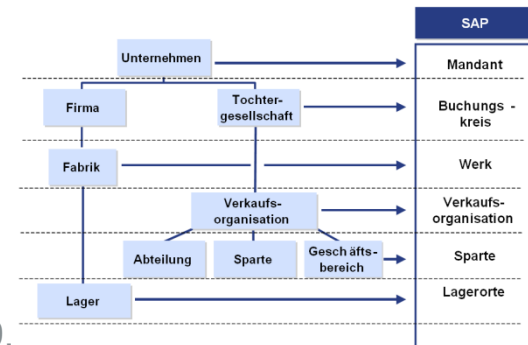 SAP
Unternehmen
Mandant
Firma
Tochter-
gesellschaft
Buchungs -
kreis
Fabrik
Werk
Verkaufs-
organisation
Verkaufs-
organisation
Abteilung
Sparte
Gesch äfts-
bereich
Sparte
Lager
Lagerorte
).